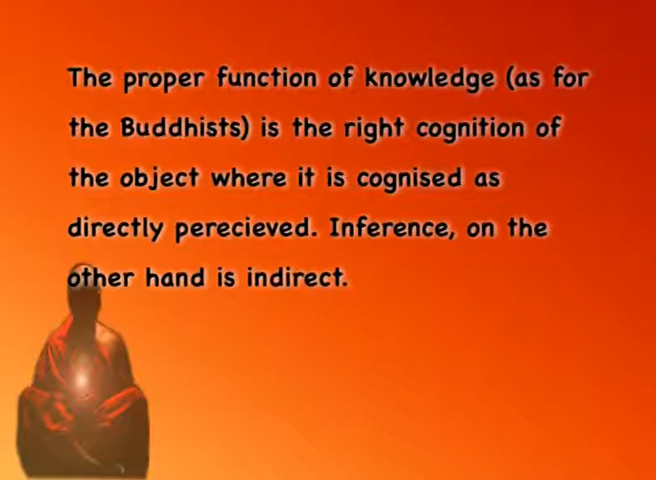 The proper function of knowledge (as for
the Buddhists) is the right cognition of
the object where it is cognised as
directly perecieved. Inference, on the
other hand is indirect.